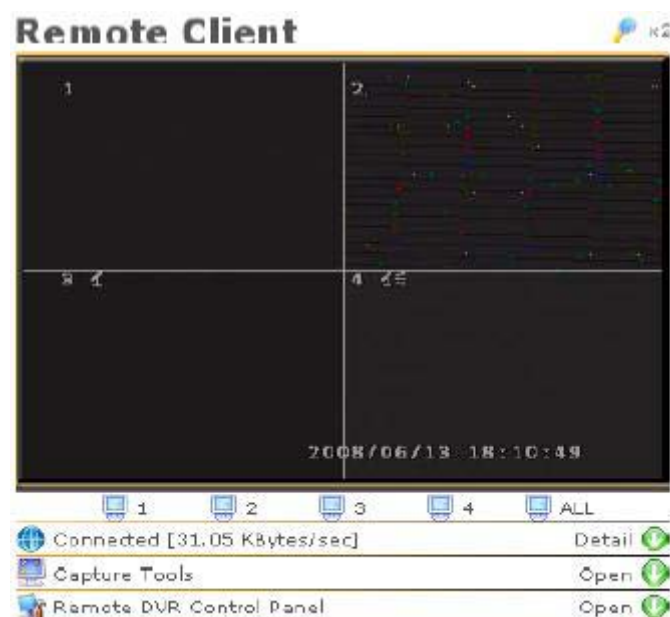 Remote Client
x2
1
2
3
4
2008/06/13 18:10:49
1 2 3 4 ALL
Connected [31.05 KBytes/sec] Detail
Capture Tools Open
Remote DVR Control Panel Open